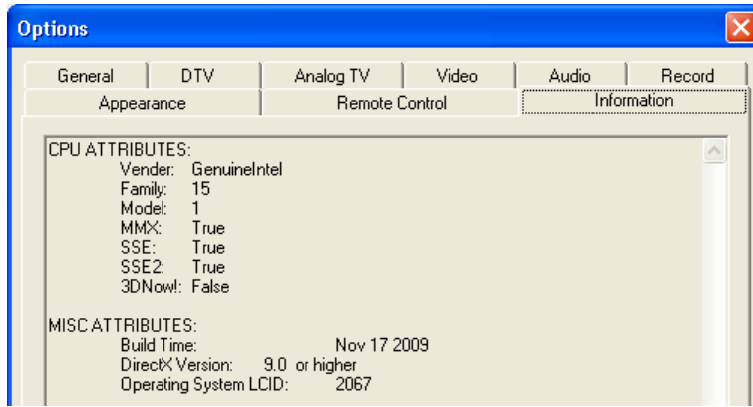 Options
General DTV Analog TV Video Audio Record
Appearance Remote Control Information
CPU ATTRIBUTES:
Vender: GenuineIntel
Family: 15
Model: 1
MMX: True
SSE: True
SSE2: True
3DNow!: False
MISC ATTRIBUTES:
Build Time: Nov 17 2009
DirectX Version: 9.0 or higher
Operating System LCID: 2067